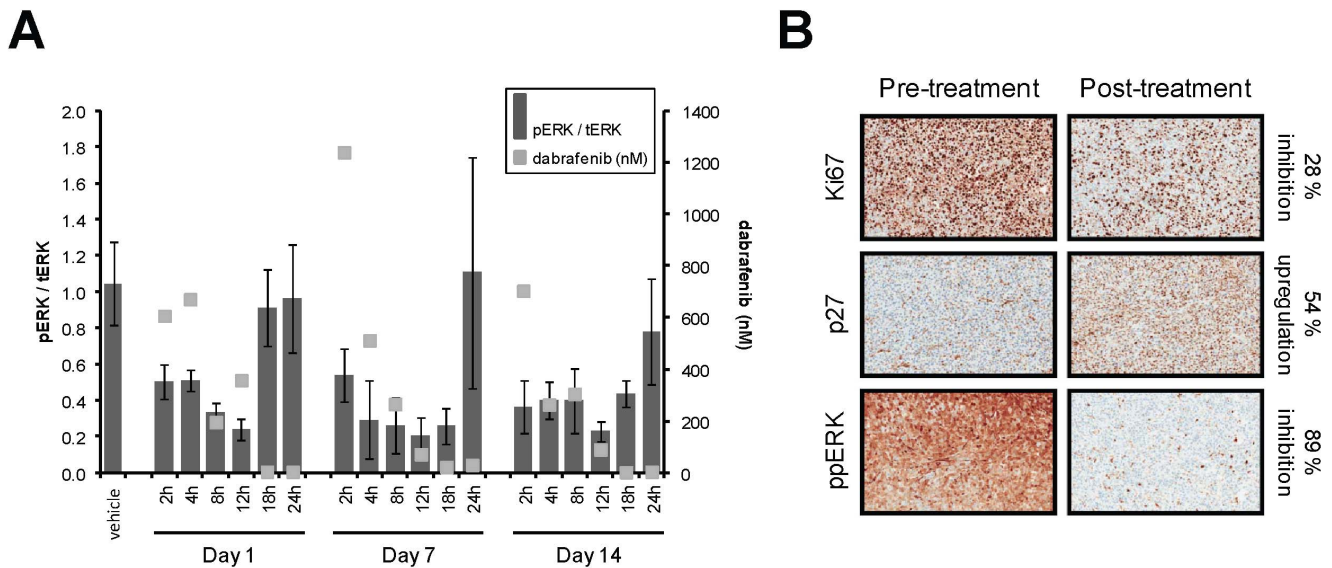 A
B
pERK / tERK
dabrafenib (nM)
2.0
1.8
1.6
1.4
1.2
1.0
0.8
0.6
0.4
0.2
0.0
pERK / tERK
1400
1200
1000
800
600
400
200
0
dabrafenib (nM)
vehicle
2h
4h
8h
12h
18h
24h
2h
4h
8h
12h
18h
24h
2h
4h
8h
12h
18h
24h
Day 1
Day 7
Day 14
Pre-treatment
Post-treatment
Ki67
28 %
inhibition
p27
54 %
upregulation
ppERK
89 %
inhibition